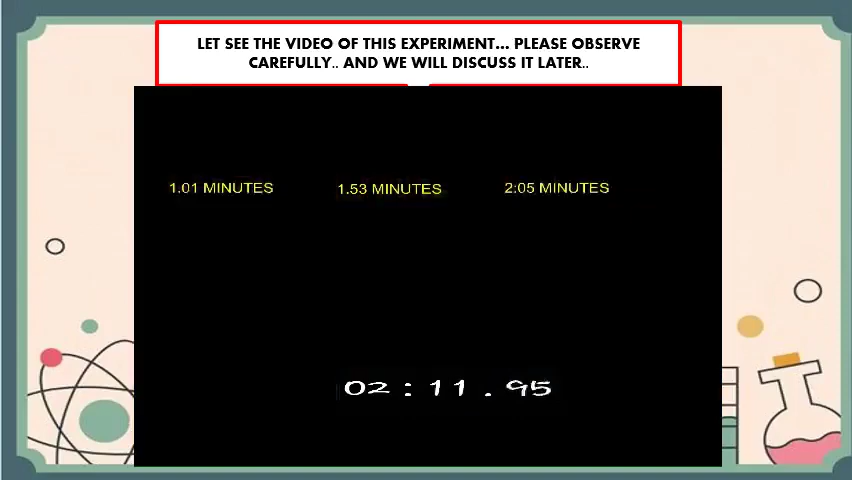 LET SEE THE VIDEO OF THIS EXPERIMENT... PLEASE OBSERVE
CAREFULLY.. AND WE WILL DISCUSS IT LATER..
1.01 MINUTES 1.53 MINUTES 2:05 MINUTES
02:11.95